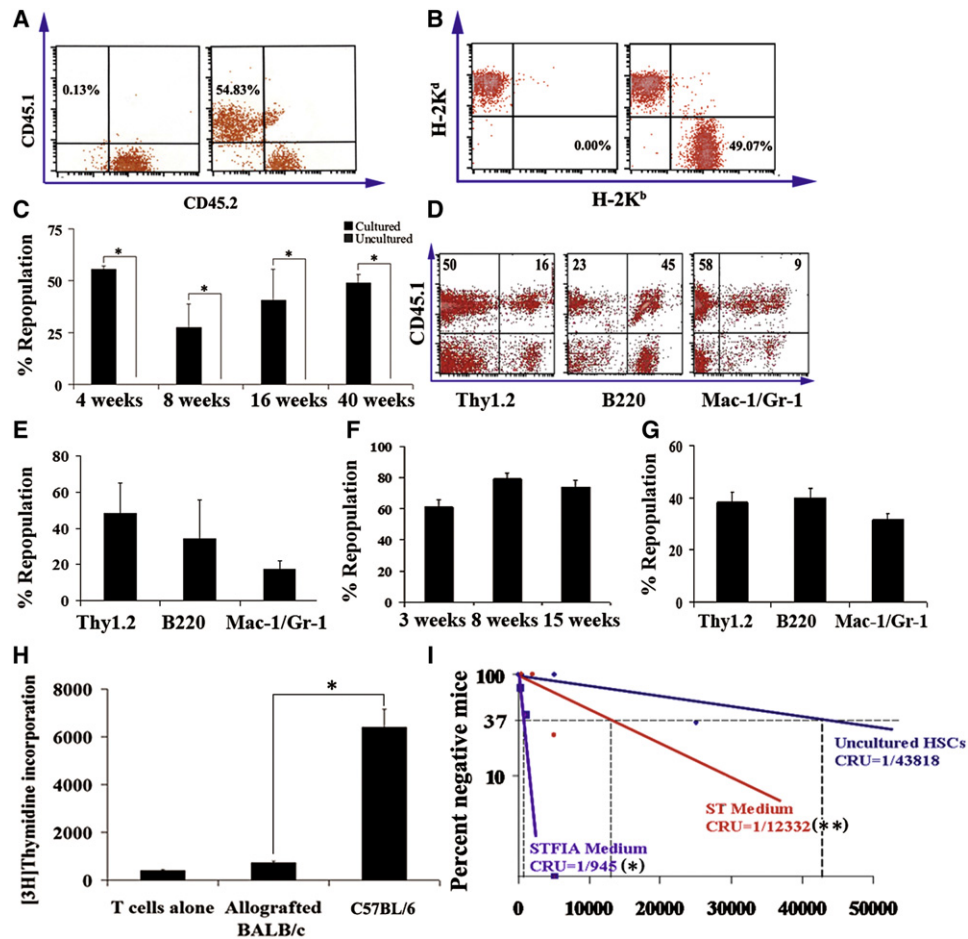 A
CD45.1
0.13%
54.83%
CD45.2
B
H-2Kᵈ
0.00%
49.07%
H-2Kᵇ
C
% Repopulation
75
50
25
0
Cultured
Uncultured
*
*
*
*
4 weeks
8 weeks
16 weeks
40 weeks
D
CD45.1
50
16
23
45
58
9
Thy1.2
B220
Mac-1/Gr-1
E
% Repopulation
80
60
40
20
0
Thy1.2
B220
Mac-1/Gr-1
F
% Repopulation
100
80
60
40
20
0
3 weeks
8 weeks
15 weeks
G
% Repopulation
60
40
20
0
Thy1.2
B220
Mac-1/Gr-1
H
[3H]Thymidine incorporation
8000
6000
4000
2000
0
*
T cells alone
Allografted
BALB/c
C57BL/6
I
Percent negative mice
100
37
10
Uncultured HSCs
CRU=1/43818
ST Medium
CRU=1/12332(**)
STFIA Medium
CRU=1/945(*)
0
10000
20000
30000
40000
50000